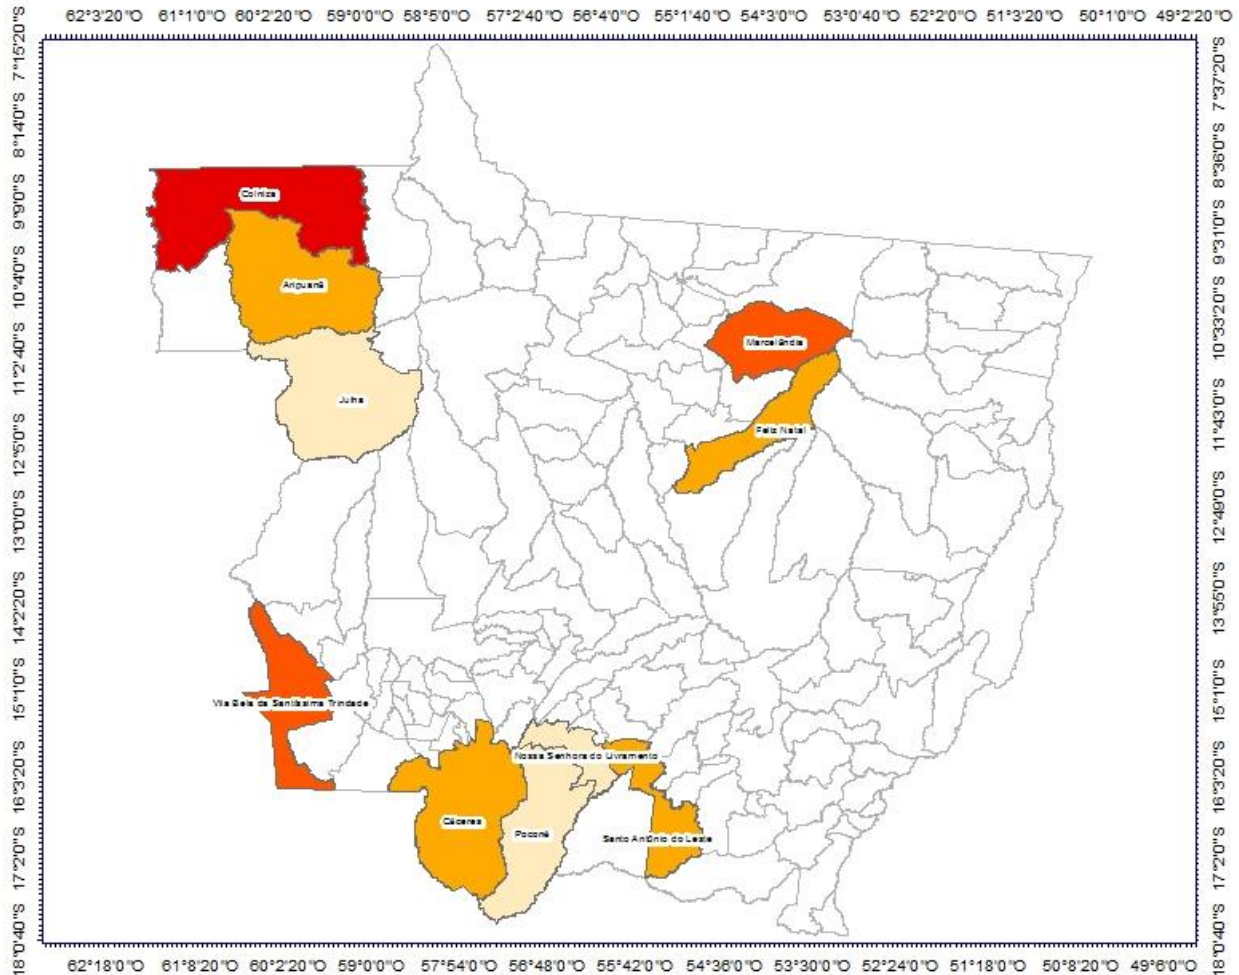 62°3'20"O 61°1'0"O 60°2'20"O 59°0'0"O 58°50"O 57°2'40"O 56°4'0"O 55°1'40"O 54°30"O 53°0'40"O 52°2'0"O 51°3'20"O 50°10"O 49°2'20"O
7°15'20"S
8°14'0"S
9°9'0"S
10°4'0"S
11°2'40"S
12°5'0"S
13°0'0"S
14°2'20"S
15°10"S
16°3'20"S
17°20"S
18°0'40"S
7°37'20"S
8°36'0"S
9°31'0"S
10°33'20"S
11°43'0"S
12°49'0"S
13°55'0"S
15°1'0"S
16°3'20"S
17°20"S
18°0'40"S
Colniza
Aripuanã
Marcelândia
Juína
Feliz Natal
Vila Bela da Santíssima Trindade
Nossa Senhora do Livramento
Cáceres
Poconé
Santo Antônio do Leste
62°18'0"O 61°8'20"O 60°2'20"O 59°0'0"O 57°54'0"O 56°48'0"O 55°42'0"O 54°36'0"O 53°30'0"O 52°24'0"O 51°18'0"O 50°8'20"O 49°6'0"O